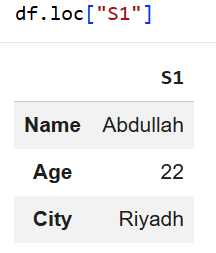 df.loc["S1"]
S1
Name Abdullah
Age 22
City Riyadh